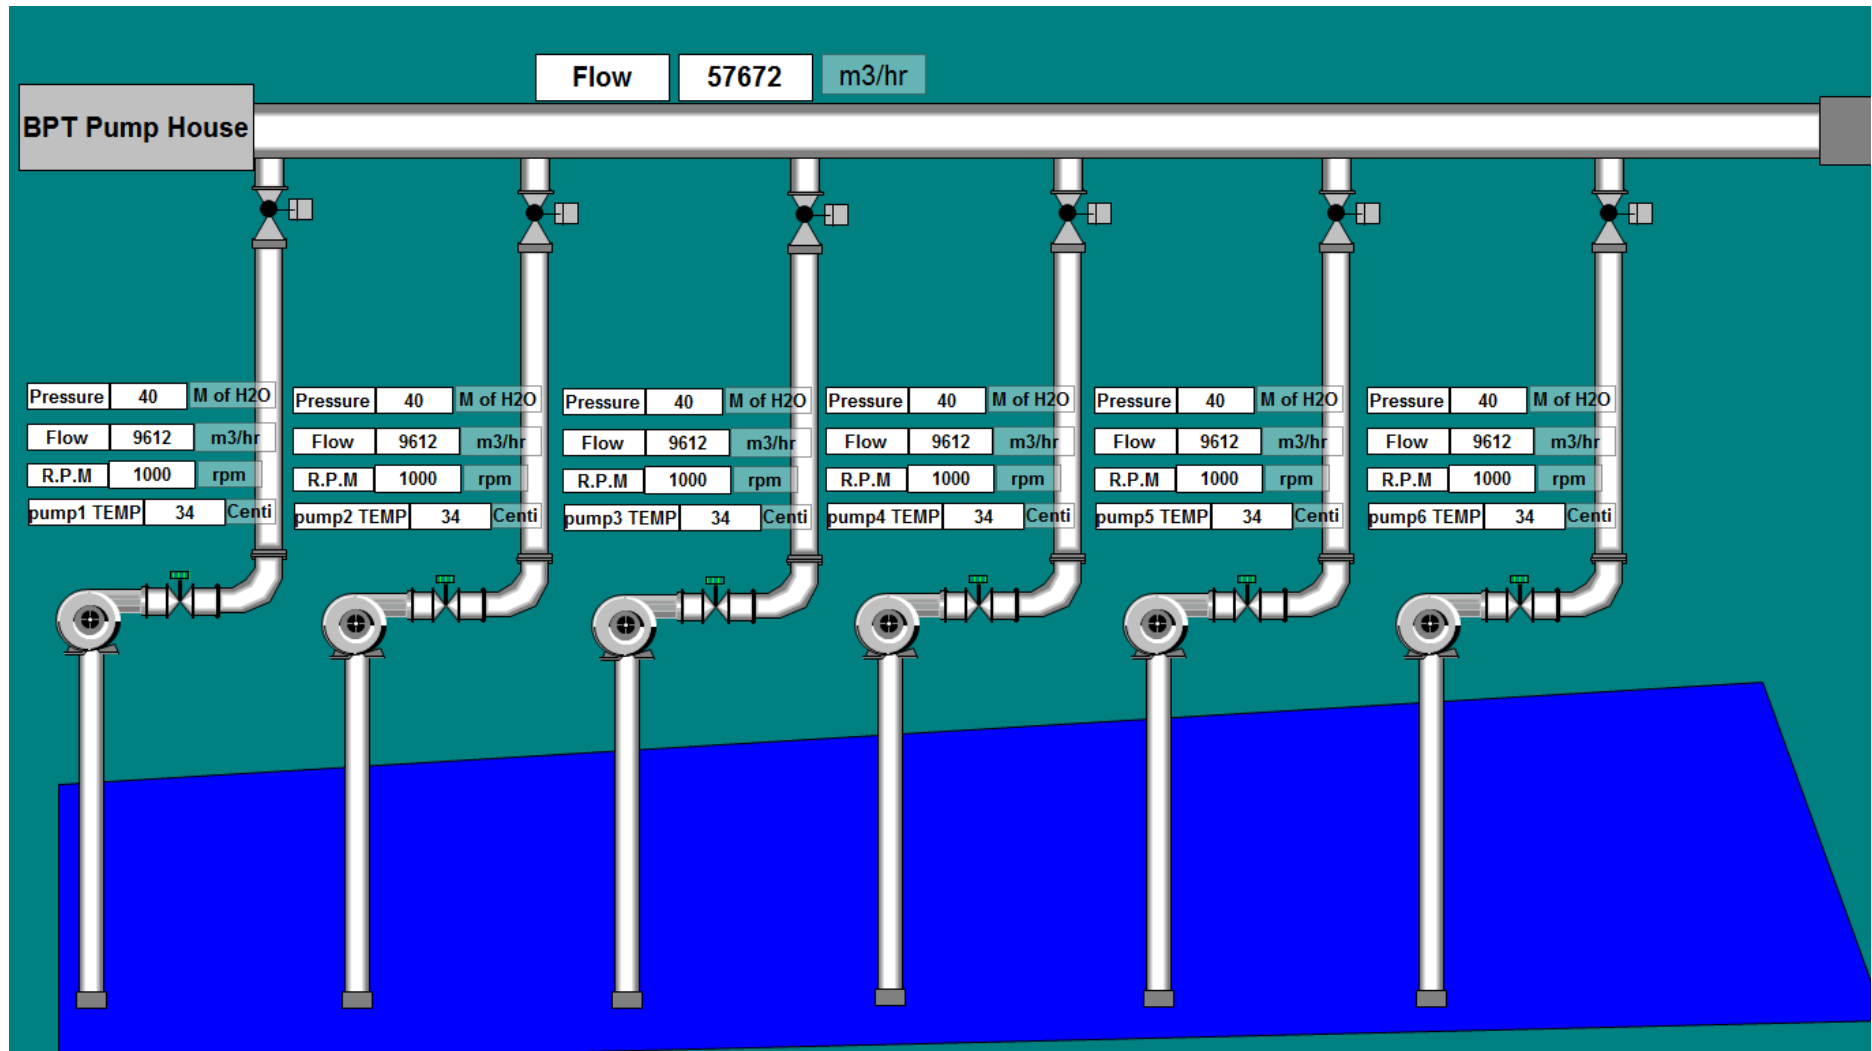 Flow 57672 m3/hr
BPT Pump House
Pressure 40 M of H2O
Flow 9612 m3/hr
R.P.M 1000 rpm
pump1 TEMP 34 Centi
Pressure 40 M of H2O
Flow 9612 m3/hr
R.P.M 1000 rpm
pump2 TEMP 34 Centi
Pressure 40 M of H2O
Flow 9612 m3/hr
R.P.M 1000 rpm
pump3 TEMP 34 Centi
Pressure 40 M of H2O
Flow 9612 m3/hr
R.P.M 1000 rpm
pump4 TEMP 34 Centi
Pressure 40 M of H2O
Flow 9612 m3/hr
R.P.M 1000 rpm
pump5 TEMP 34 Centi
Pressure 40 M of H2O
Flow 9612 m3/hr
R.P.M 1000 rpm
pump6 TEMP 34 Centi